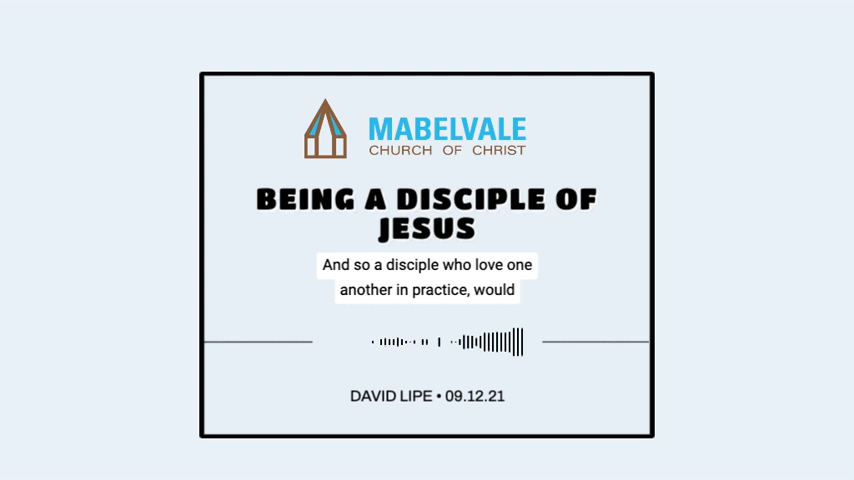 MABELVALE
CHURCH OF CHRIST
BEING A DISCIPLE OF
JESUS
And so a disciple who love one
another in practice, would
DAVID LIPE • 09.12.21